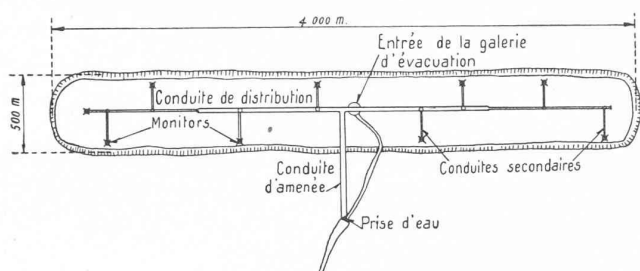 4 000 m.
Entrée de la galerie
d'évacuation
500 m
Conduite de distribution
Monitors
Conduite
d'amenée
Conduites secondaires
Prise d'eau